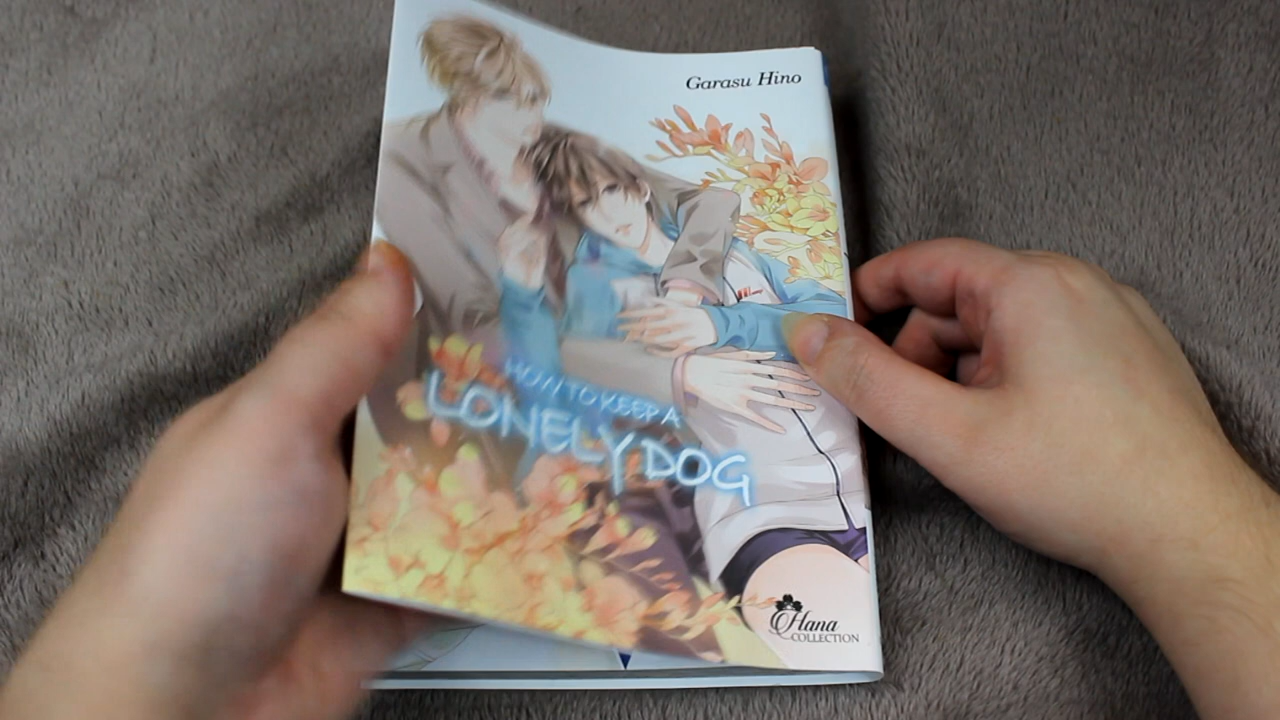 Garasu Hino
HOW TO KEEP A
LONELY DOG
Hana
COLLECTION